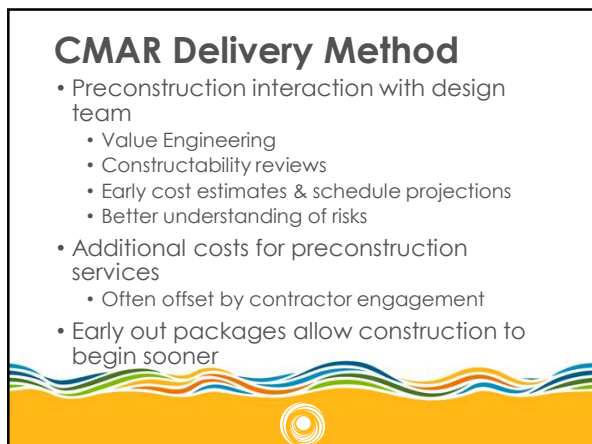 CMAR Delivery Method
• Preconstruction interaction with design
team
• Value Engineering
• Constructability reviews
• Early cost estimates & schedule projections
• Better understanding of risks
• Additional costs for preconstruction
services
• Often offset by contractor engagement
• Early out packages allow construction to
begin sooner